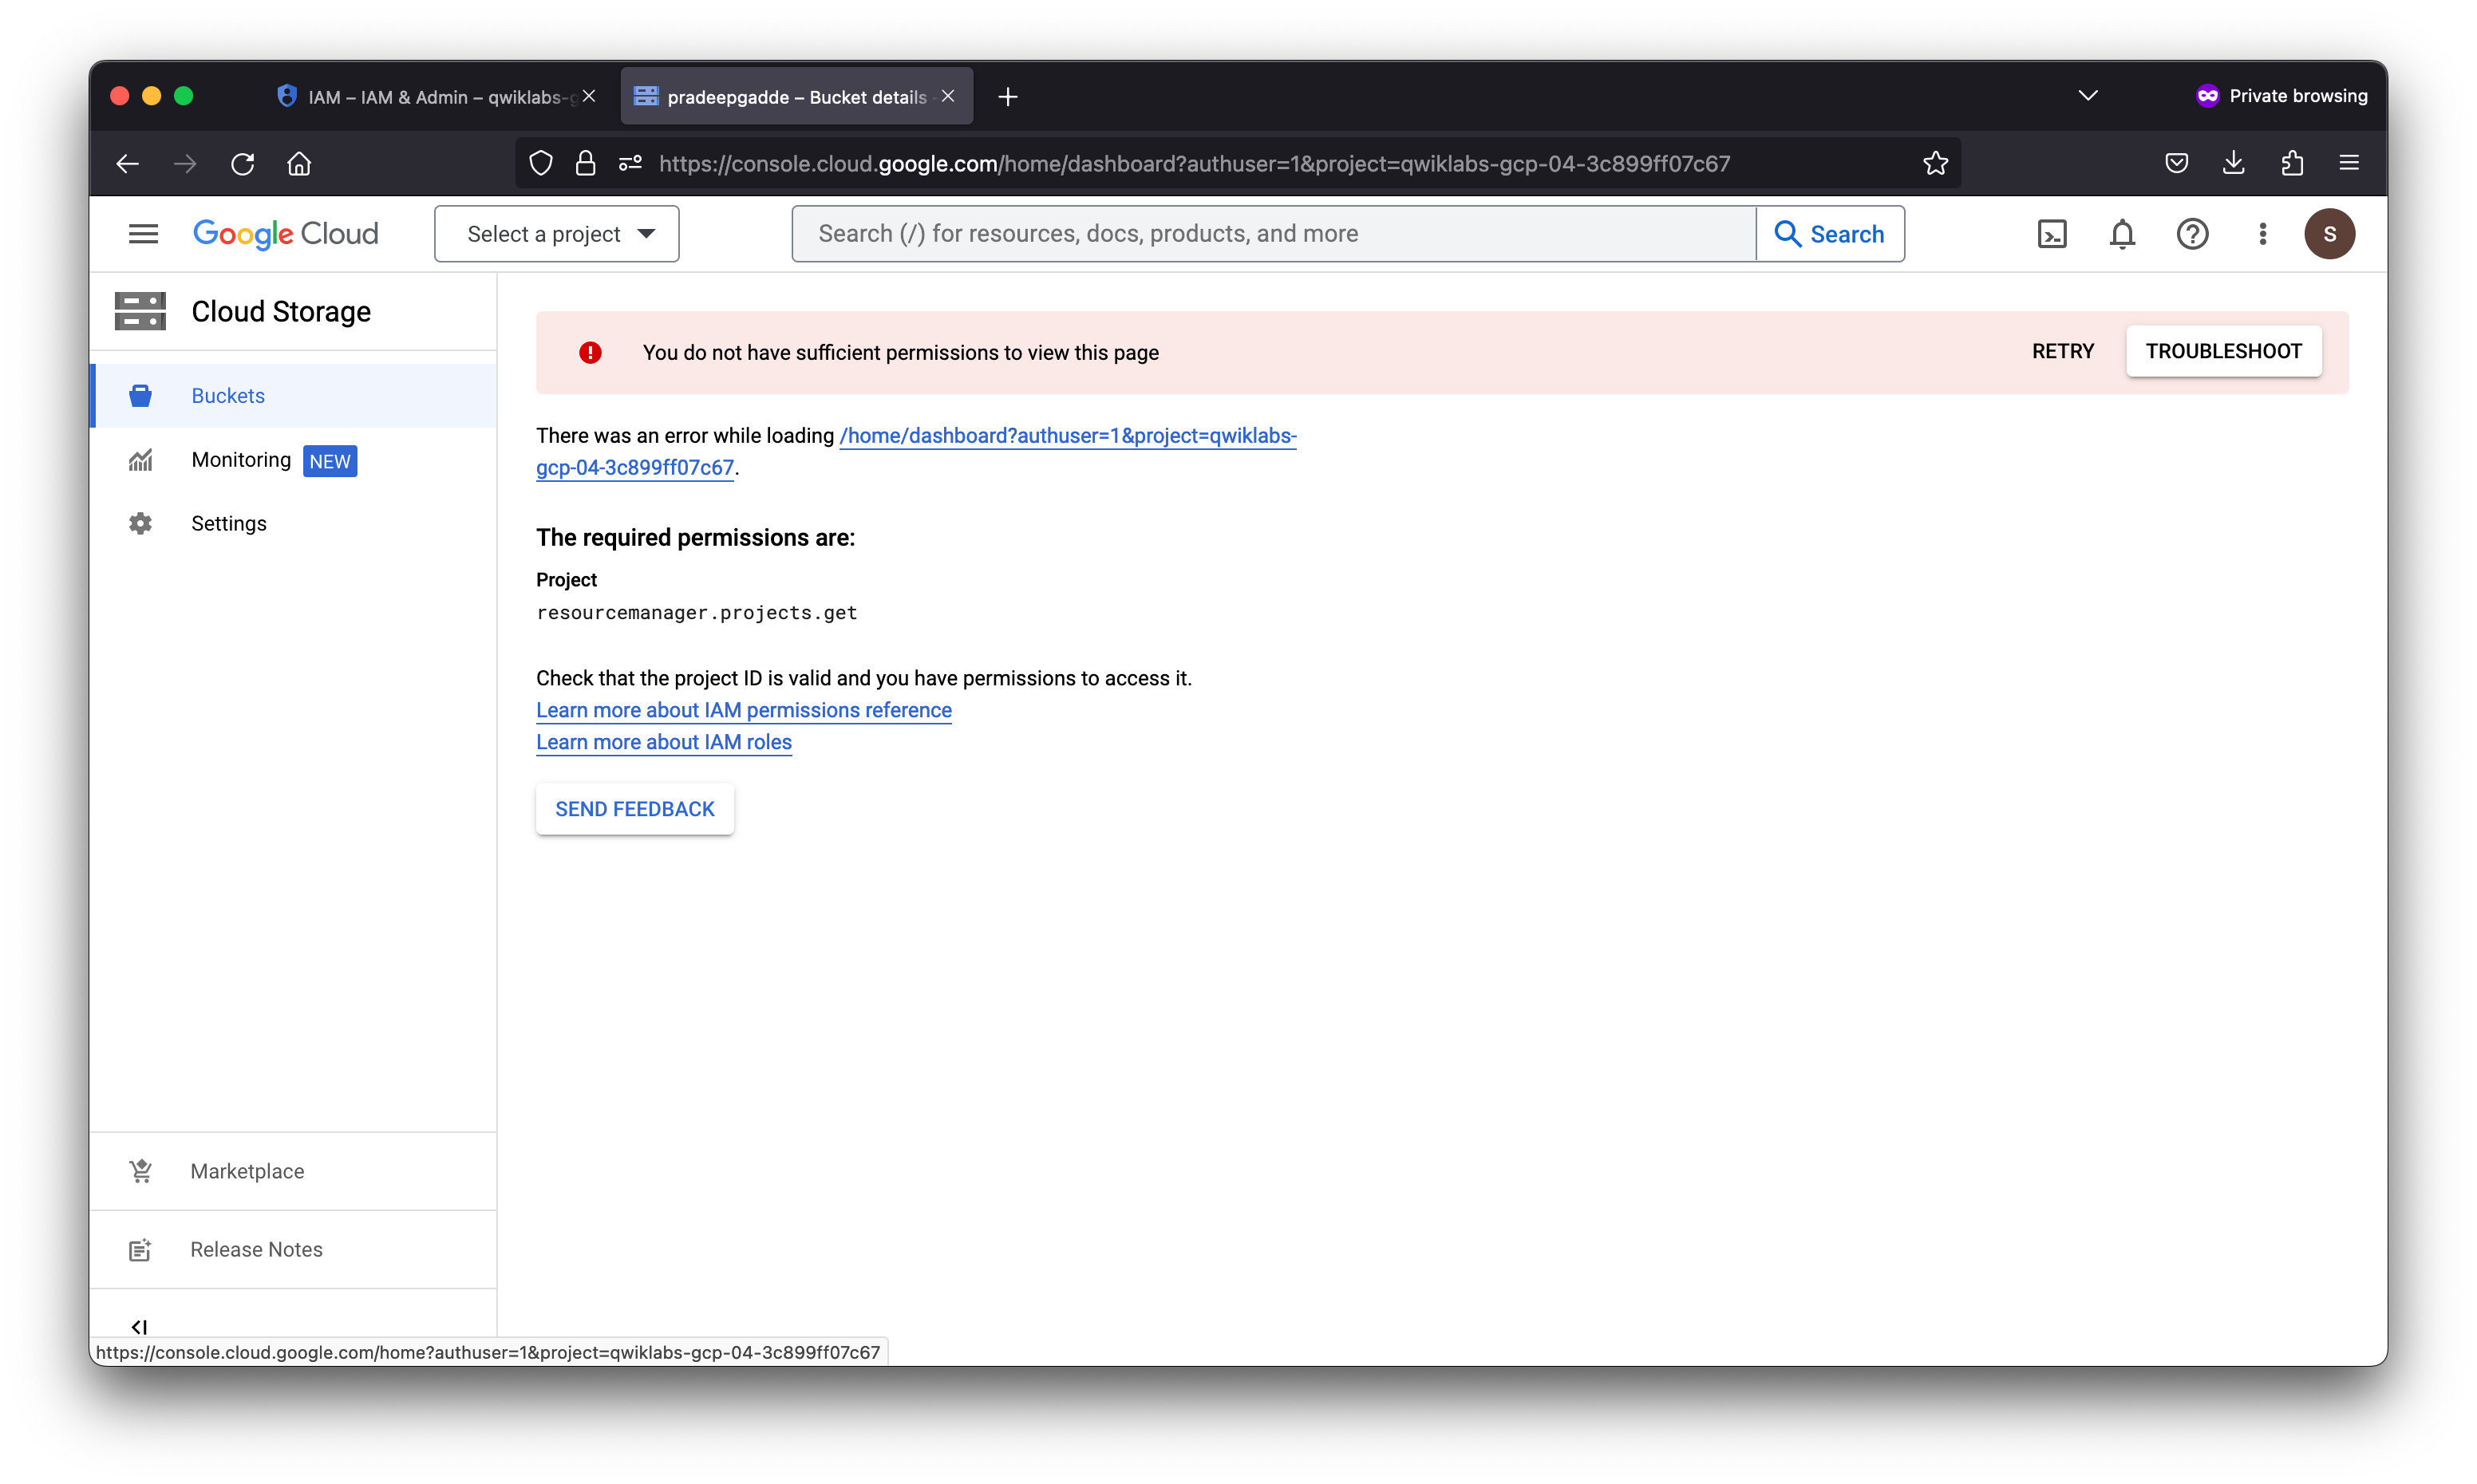 IAM – IAM & Admin – qwiklabs-g
pradeepgadde – Bucket details -
Private browsing
https://console.cloud.google.com/home/dashboard?authuser=1&project=qwiklabs-gcp-04-3c899ff07c67
Google Cloud
Select a project
Search (/) for resources, docs, products, and more
Search
S
Cloud Storage
Buckets
Monitoring NEW
Settings
You do not have sufficient permissions to view this page
RETRY
TROUBLESHOOT
There was an error while loading /home/dashboard?authuser=1&project=qwiklabs-
gcp-04-3c899ff07c67.
The required permissions are:
Project
resourcemanager.projects.get
Check that the project ID is valid and you have permissions to access it.
Learn more about IAM permissions reference
Learn more about IAM roles
SEND FEEDBACK
Marketplace
Release Notes
https://console.cloud.google.com/home?authuser=1&project=qwiklabs-gcp-04-3c899ff07c67